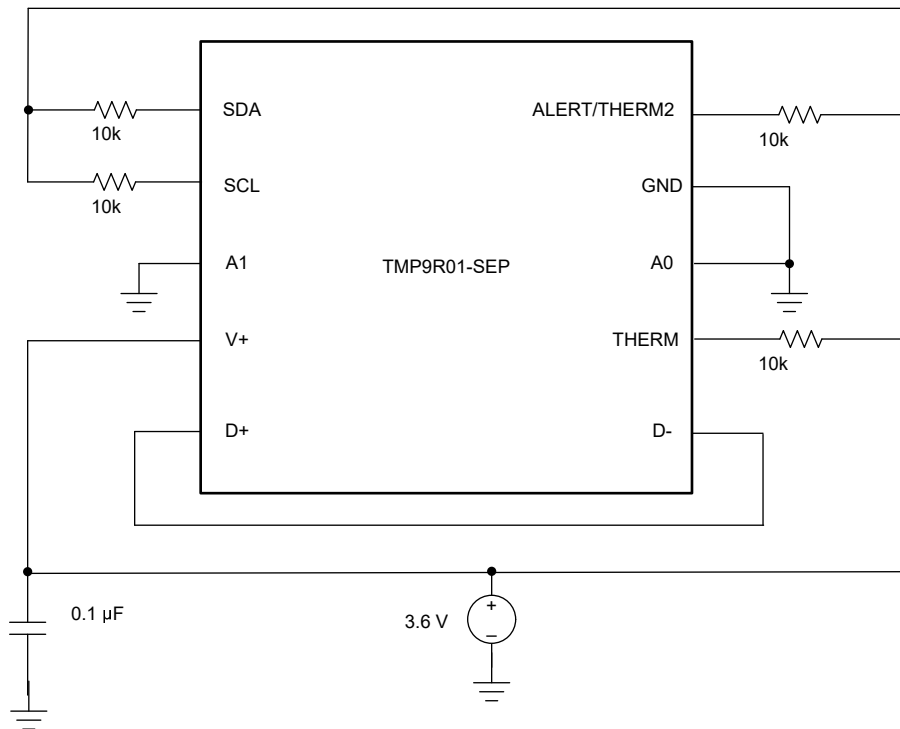 SDA
ALERT/THERM2
10k
10k
SCL
GND
10k
A1
TMP9R01-SEP
A0
V+
THERM
10k
D+
D-
0.1 µF
3.6 V
+
−